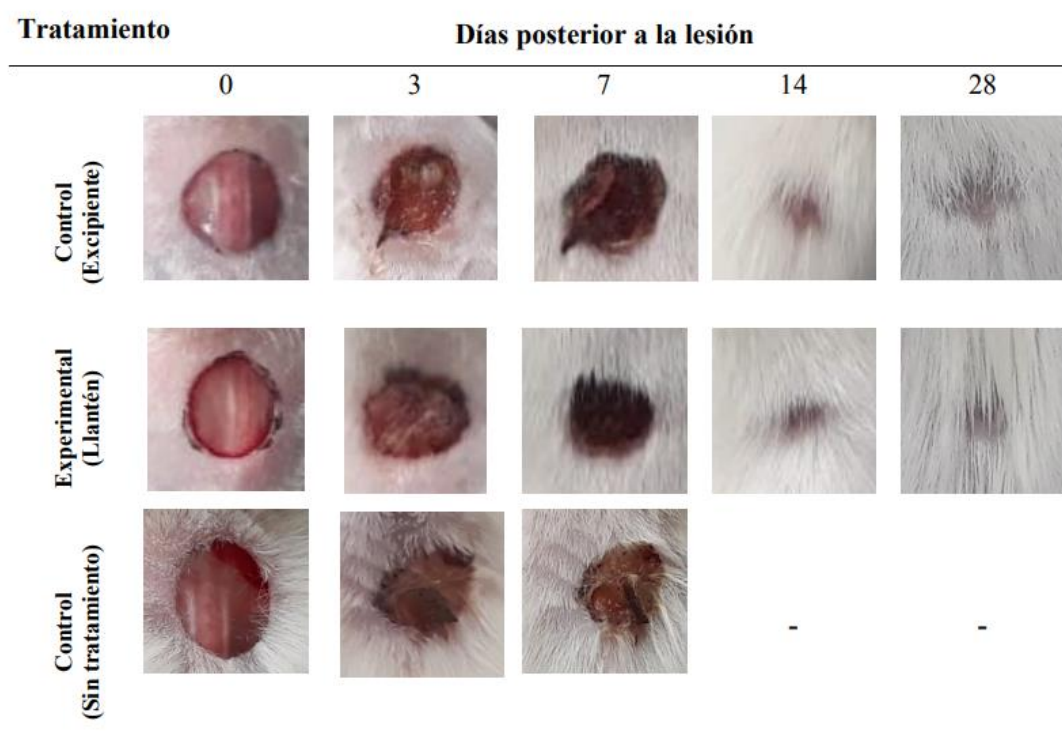 Tratamiento
Días posterior a la lesión
0 3 7 14 28
Control
(Excipiente)
Experimental
(Llantén)
Control
(Sin tratamiento)
- -